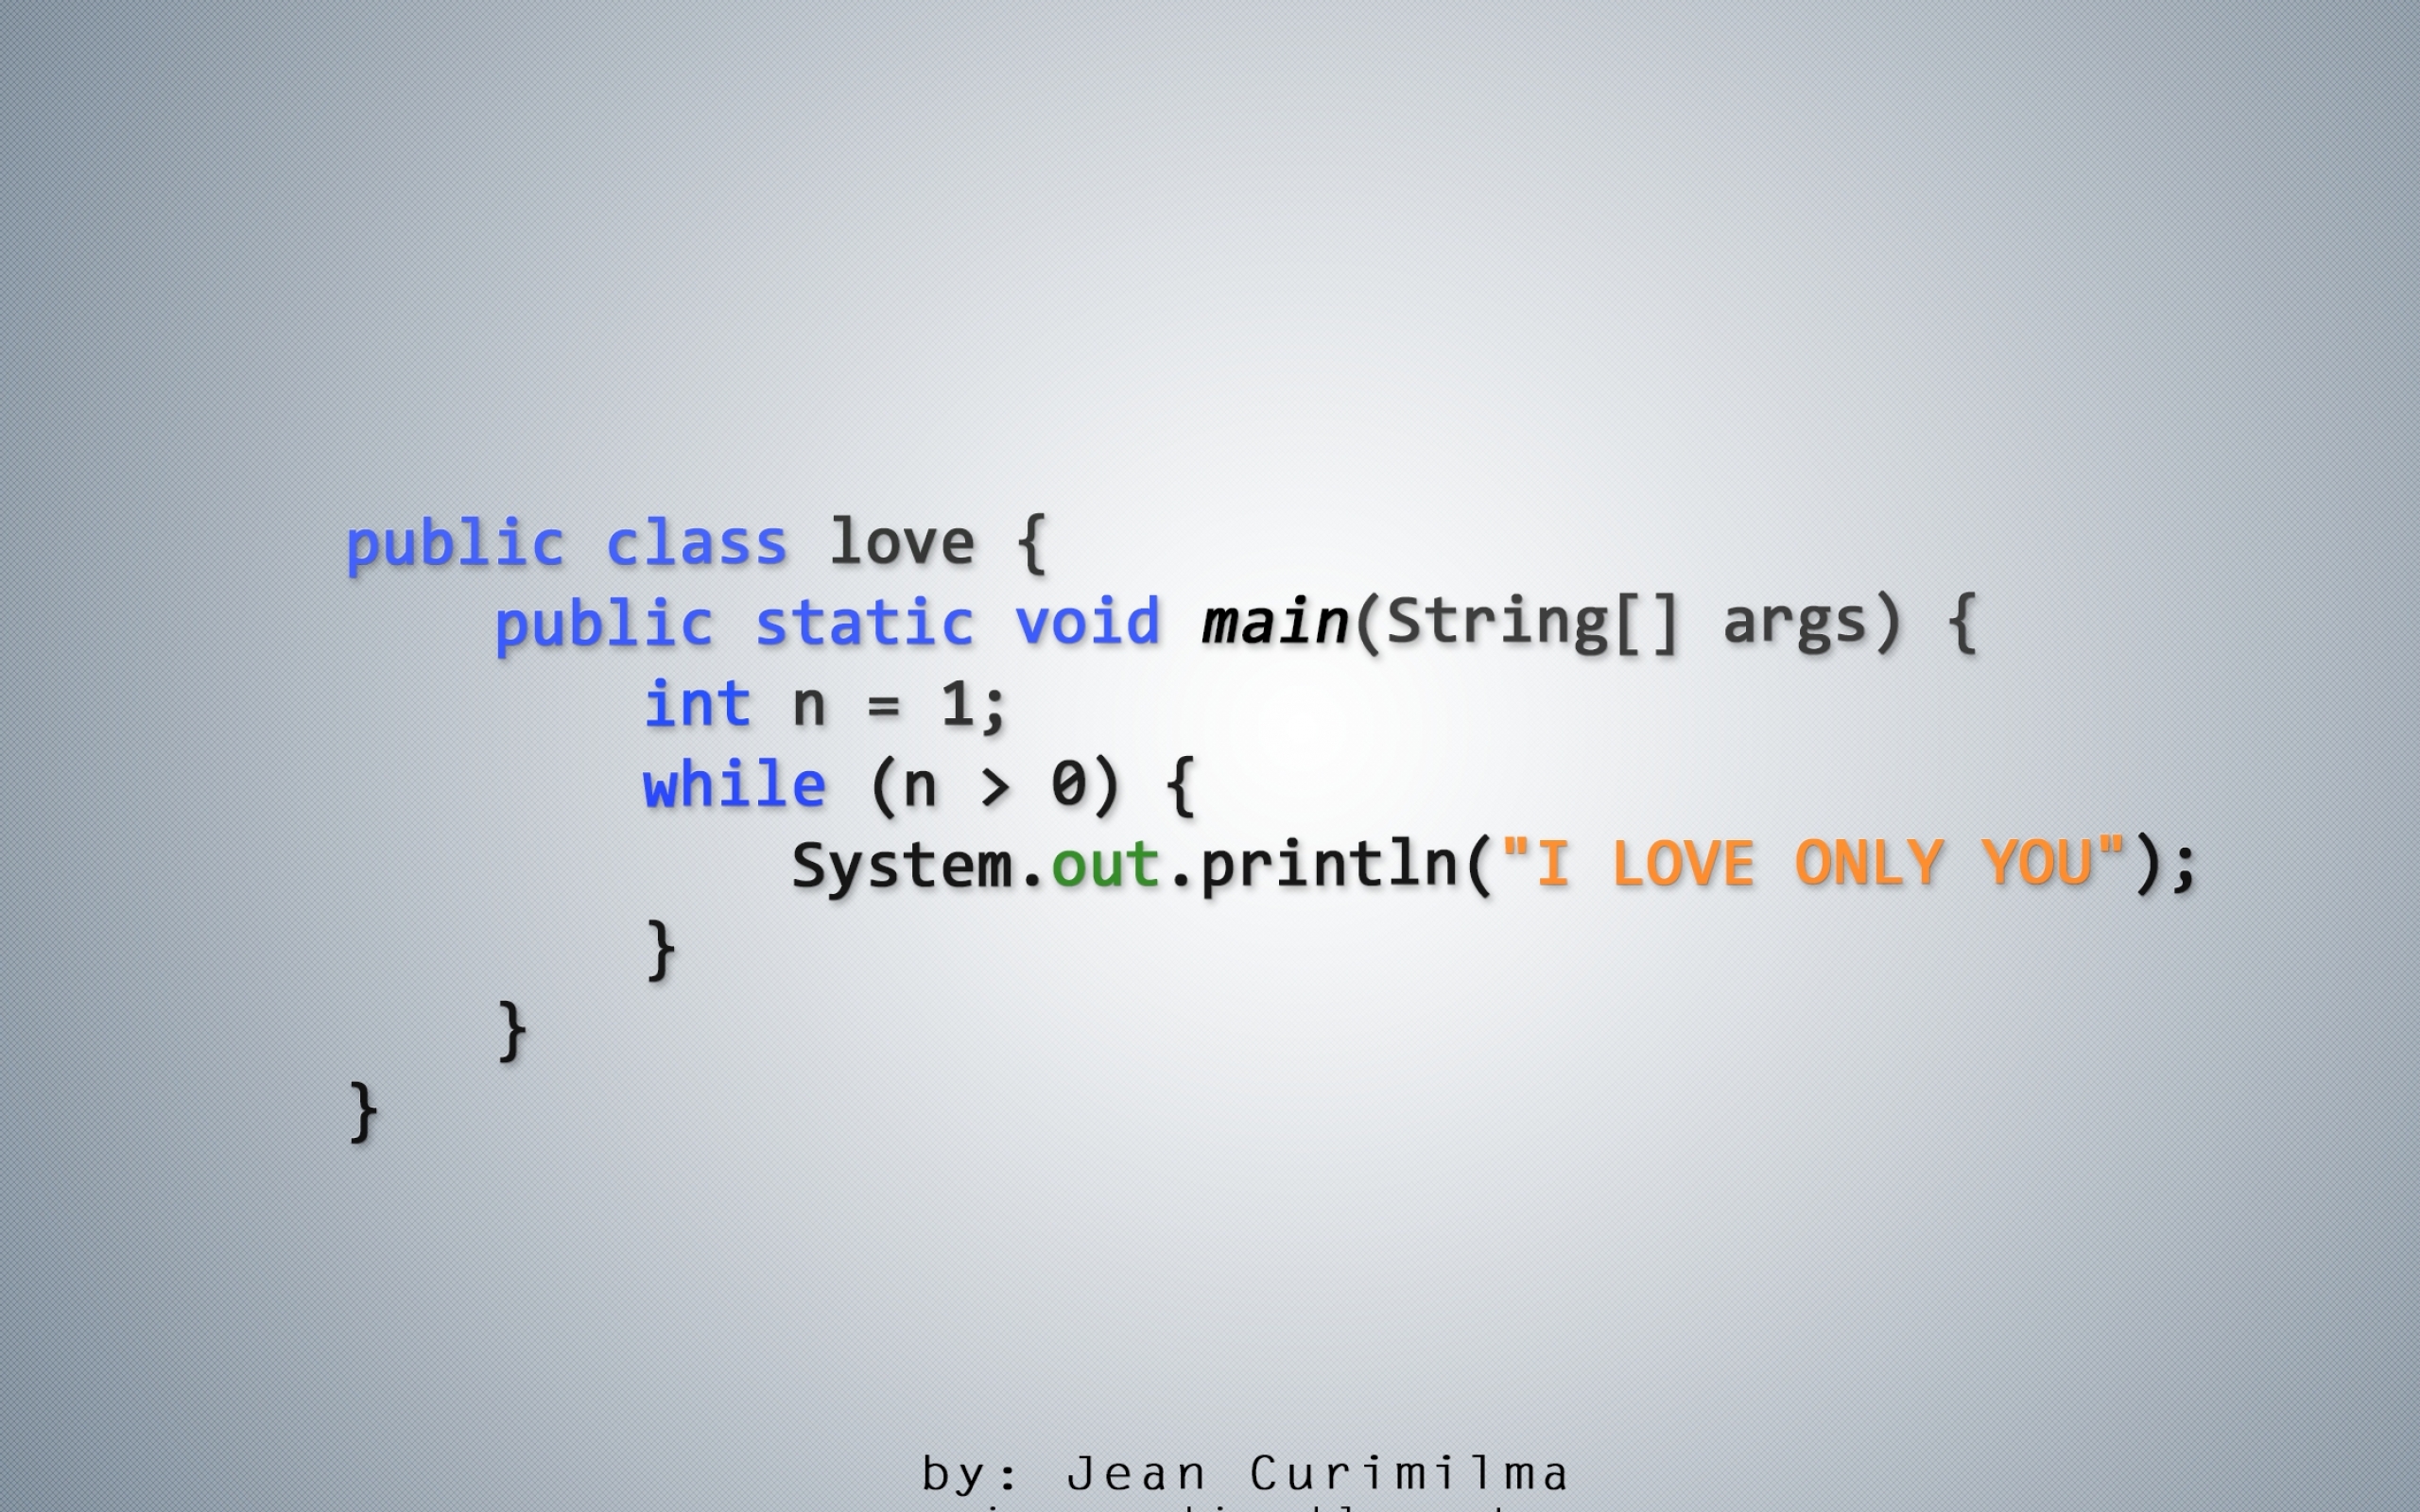 public class love {
public static void main(String[] args) {
int n = 1;
while (n > 0) {
System.out.println("I LOVE ONLY YOU");
}
}
}
by: Jean Curimilma